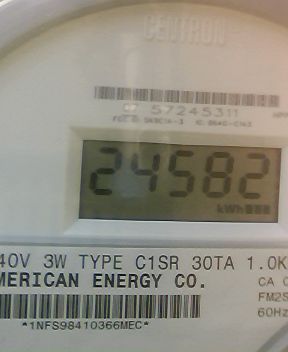 CENTRON
57245311
24582
kWh
40V 3W TYPE C1SR 30TA 1.0K
MERICAN ENERGY CO.
CA
FM2S
60Hz
*1NFS98410366MEC*